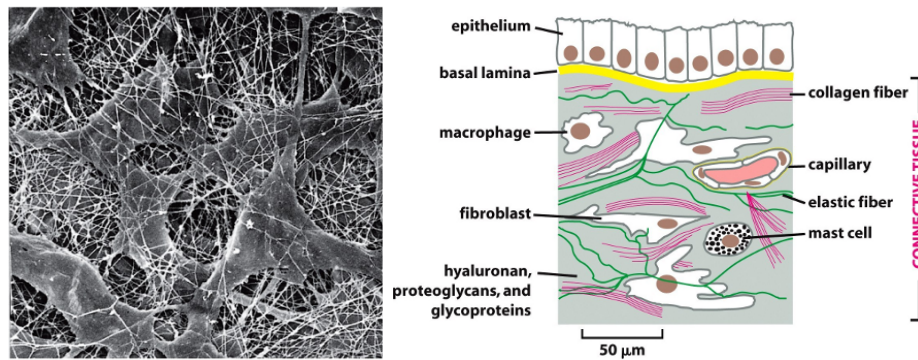 epithelium
basal lamina
macrophage
fibroblast
hyaluronan,
proteoglycans, and
glycoproteins
collagen fiber
capillary
elastic fiber
mast cell
CONNECTIVE TISSUE
50 μm